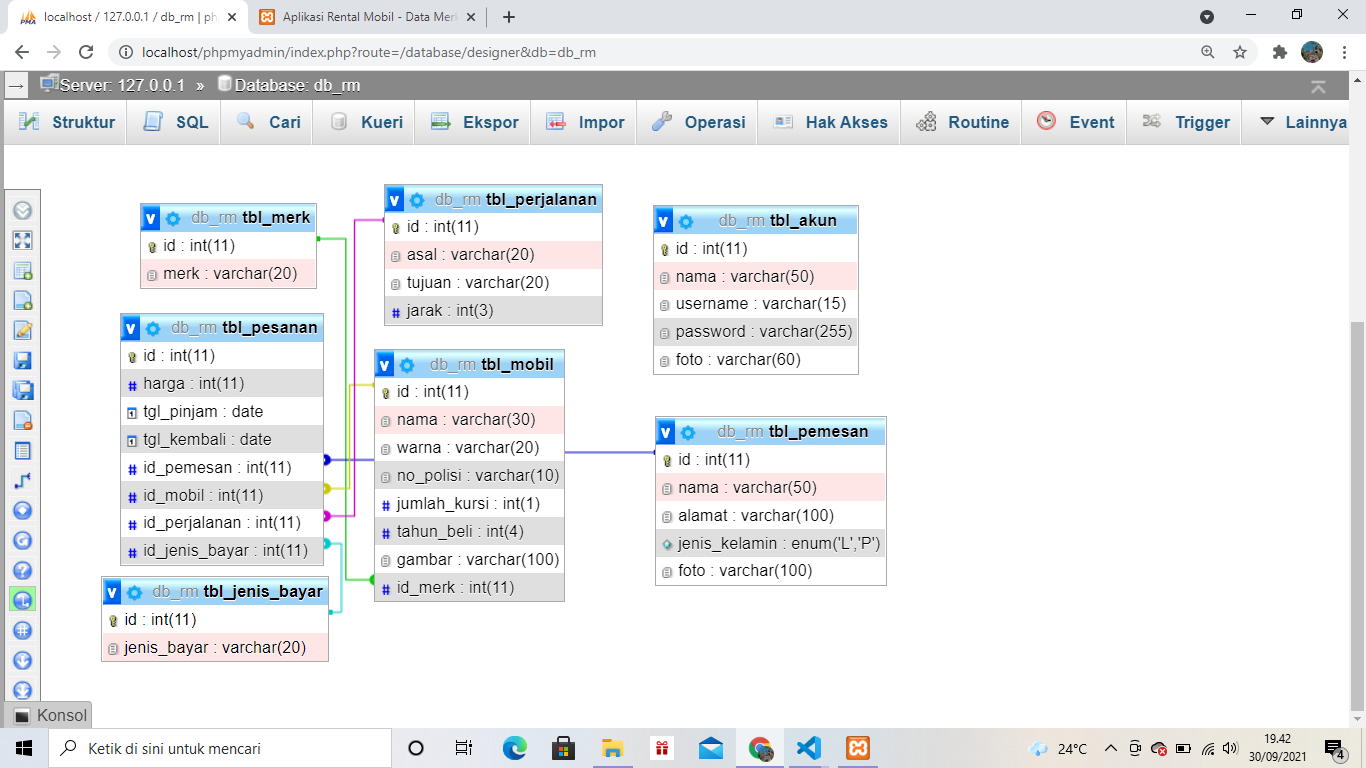 localhost / 127.0.0.1 / db_rm | ph
Aplikasi Rental Mobil - Data Merk
localhost/phpmyadmin/index.php?route=/database/designer&db=db_rm
Server: 127.0.0.1 » Database: db_rm
Struktur SQL Cari Kueri Ekspor Impor Operasi Hak Akses Routine Event Trigger Lainnya
db_rm tbl_merk
id : int(11)
merk : varchar(20)
db_rm tbl_perjalanan
id : int(11)
asal : varchar(20)
tujuan : varchar(20)
jarak : int(3)
db_rm tbl_akun
id : int(11)
nama : varchar(50)
username : varchar(15)
password : varchar(255)
foto : varchar(60)
db_rm tbl_pesanan
id : int(11)
harga : int(11)
tgl_pinjam : date
tgl_kembali : date
id_pemesan : int(11)
id_mobil : int(11)
id_perjalanan : int(11)
id_jenis_bayar : int(11)
db_rm tbl_mobil
id : int(11)
nama : varchar(30)
warna : varchar(20)
no_polisi : varchar(10)
jumlah_kursi : int(1)
tahun_beli : int(4)
gambar : varchar(100)
id_merk : int(11)
db_rm tbl_pemesan
id : int(11)
nama : varchar(50)
alamat : varchar(100)
jenis_kelamin : enum('L','P')
foto : varchar(100)
db_rm tbl_jenis_bayar
id : int(11)
jenis_bayar : varchar(20)
Konsol
Ketik di sini untuk mencari
24°C
19.42
30/09/2021
4